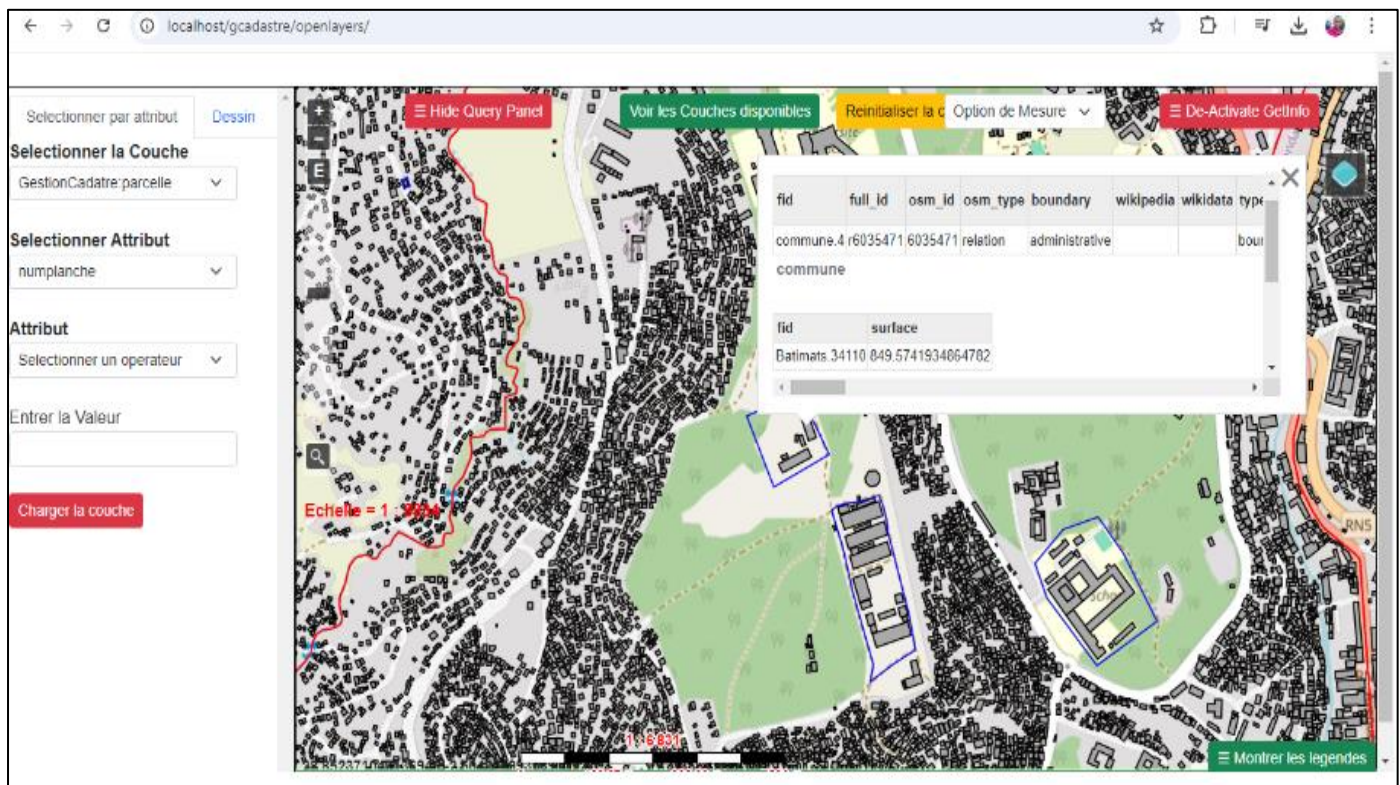 localhost/gcadastre/openlayers/
Selectionner par attribut
Dessin
Selectionner la Couche
GestionCadatre:parcelle
Selectionner Attribut
numplanche
Attribut
Selectionner un operateur
Entrer la Valeur
Charger la couche
+
E
☰ Hide Query Panel
Voir les Couches disponibles
Reinitialiser la c
Option de Mesure
☰ De-Activate GetInfo
fid full_id osm_id osm_type boundary wikipedia wikidata type
commune.4 r6035471 6035471 relation administrative boun
commune
fid surface
Batimats.34110 849.5741934864782
Echelle = 1 :
RN5
1 : 6 831
☰ Montrer les legendes